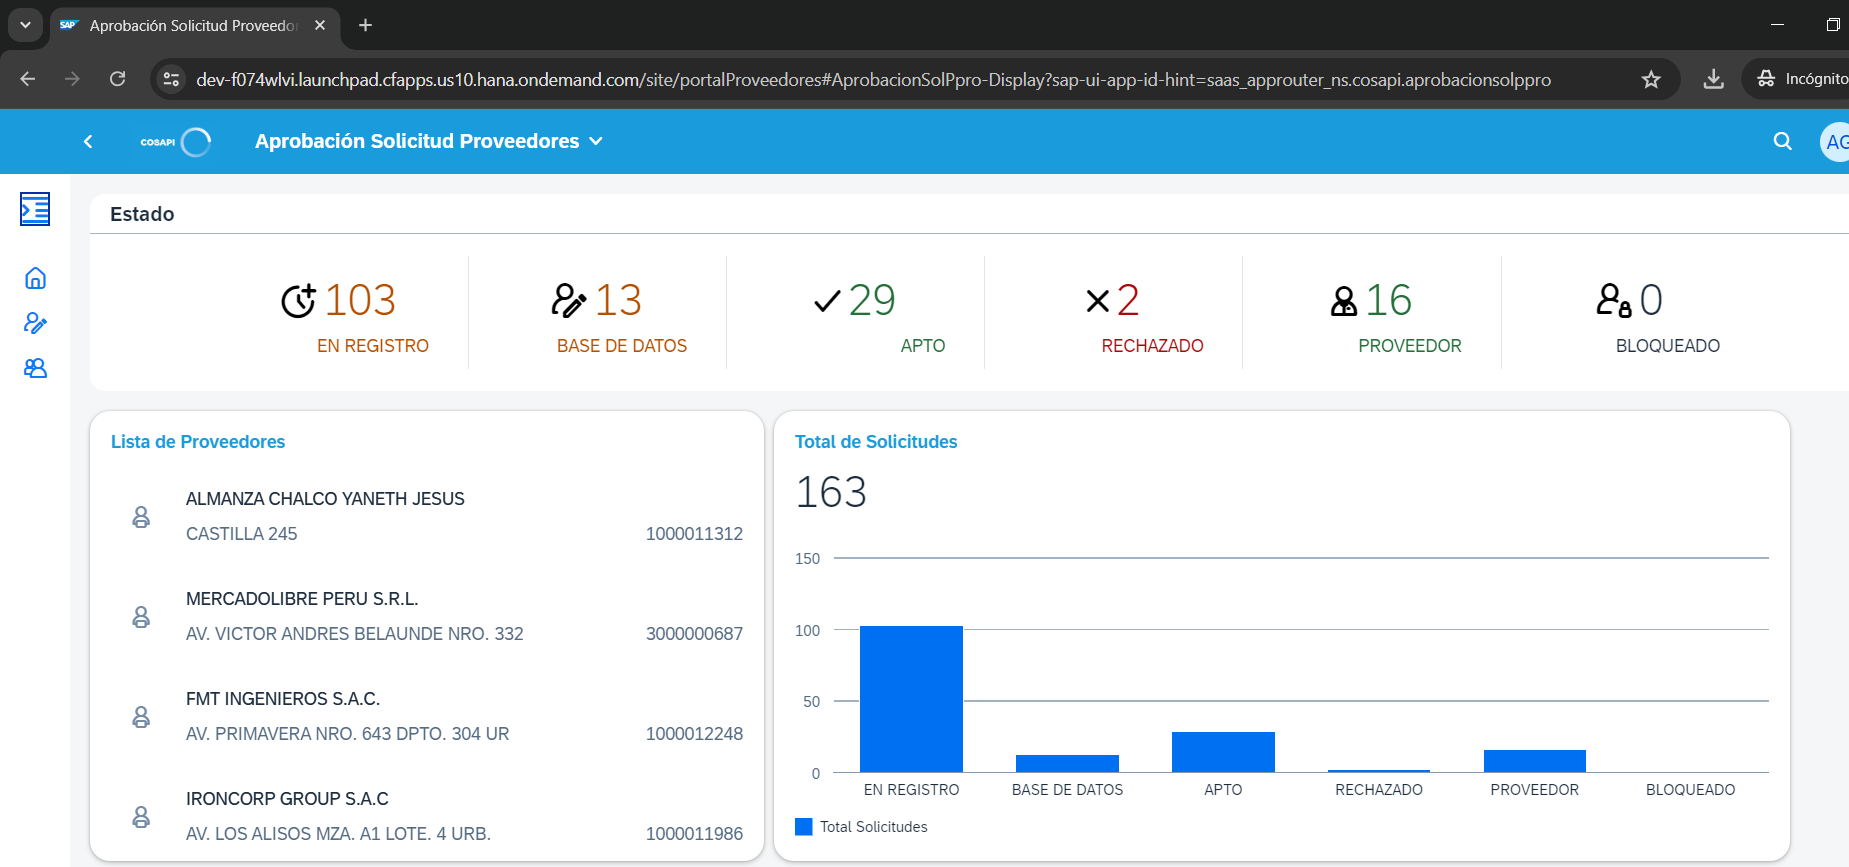 Aprobación Solicitud Proveedor
dev-f074wlvi.launchpad.cfapps.us10.hana.ondemand.com/site/portalProveedores#AprobacionSolPpro-Display?sap-ui-app-id-hint=saas_approuter_ns.cosapi.aprobacionsolppro
Incógnito
COSAPI
Aprobación Solicitud Proveedores
AG
Estado
103
EN REGISTRO
13
BASE DE DATOS
29
APTO
2
RECHAZADO
16
PROVEEDOR
0
BLOQUEADO
Lista de Proveedores
ALMANZA CHALCO YANETH JESUS
CASTILLA 245 1000011312
MERCADOLIBRE PERU S.R.L.
AV. VICTOR ANDRES BELAUNDE NRO. 332 3000000687
FMT INGENIEROS S.A.C.
AV. PRIMAVERA NRO. 643 DPTO. 304 UR 1000012248
IRONCORP GROUP S.A.C
AV. LOS ALISOS MZA. A1 LOTE. 4 URB. 1000011986
Total de Solicitudes
163
150
100
50
0
EN REGISTRO BASE DE DATOS APTO RECHAZADO PROVEEDOR BLOQUEADO
Total Solicitudes